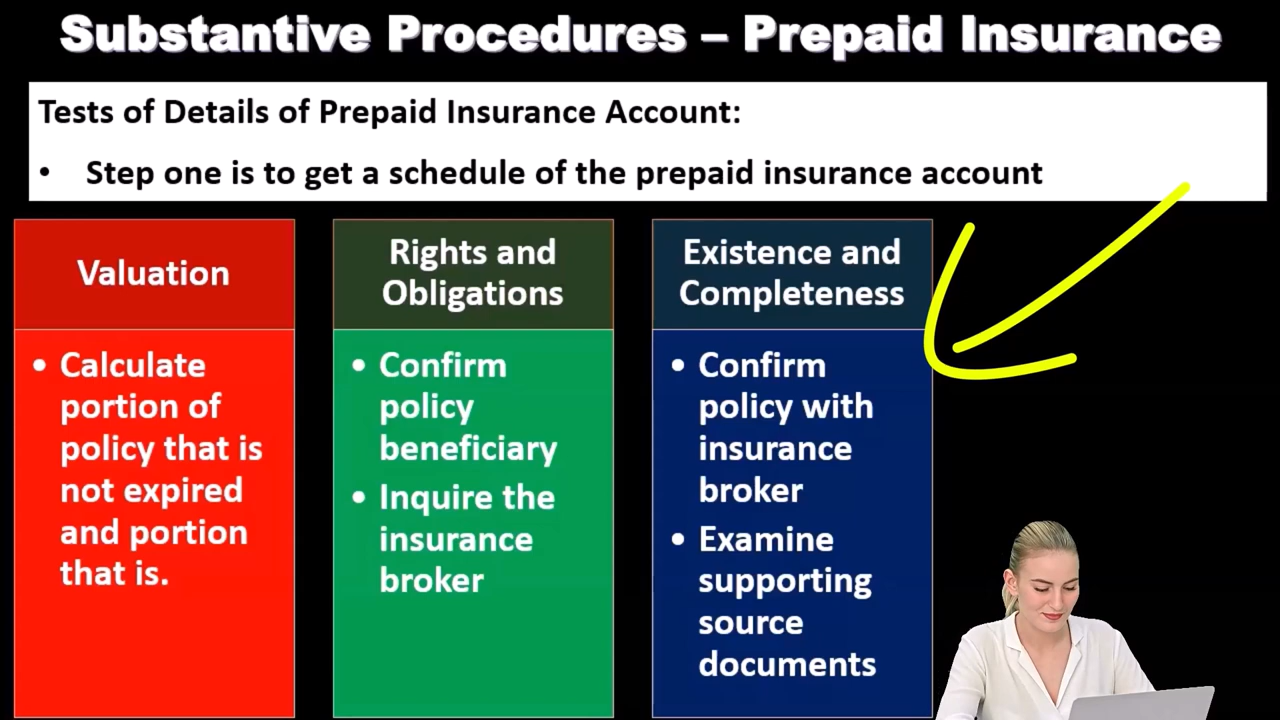 Substantive Procedures – Prepaid Insurance
Tests of Details of Prepaid Insurance Account:
• Step one is to get a schedule of the prepaid insurance account
Valuation
• Calculate
portion of
policy that is
not expired
and portion
that is.
Rights and
Obligations
• Confirm
policy
beneficiary
• Inquire the
insurance
broker
Existence and
Completeness
• Confirm
policy with
insurance
broker
• Examine
supporting
source
documents